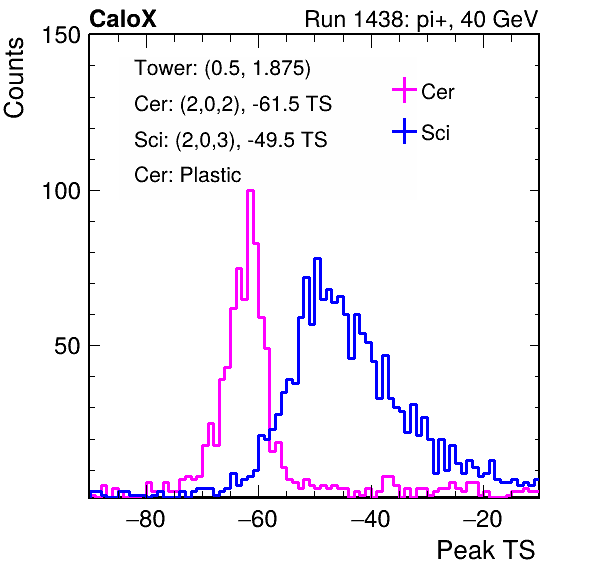 CaloX Run 1438: pi+, 40 GeV
Counts
150
100
50
Tower: (0.5, 1.875)
Cer: (2,0,2), -61.5 TS
Sci: (2,0,3), -49.5 TS
Cer: Plastic
Cer
Sci
−80 −60 −40 −20
Peak TS